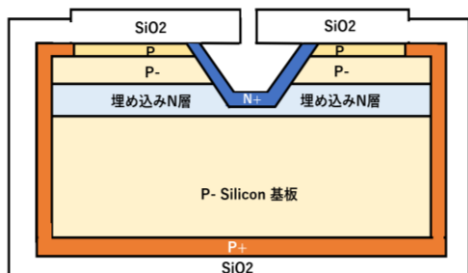 SiO2 SiO2
P P
P- P-
埋め込みN層 N+ 埋め込みN層
P- Silicon 基板
P+
SiO2